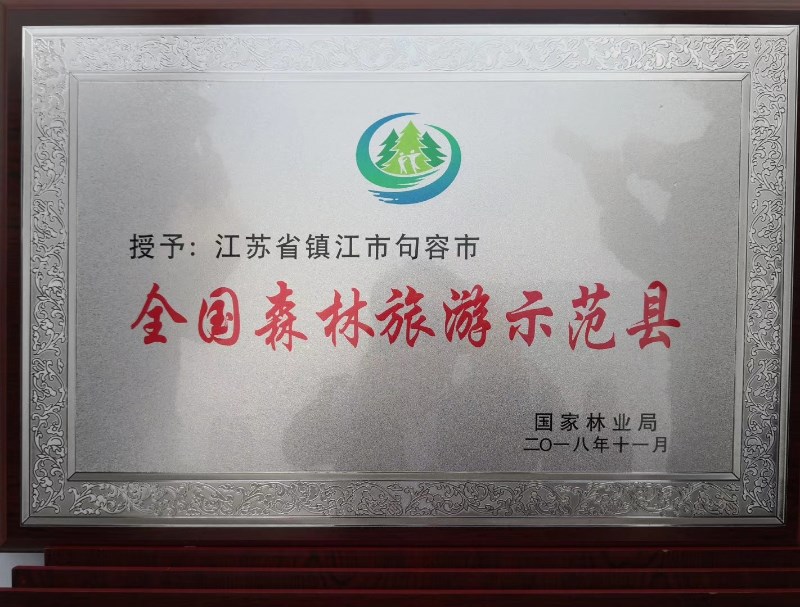 授予：江苏省镇江市句容市
全国森林旅游示范县
国家林业局
二〇一八年十一月